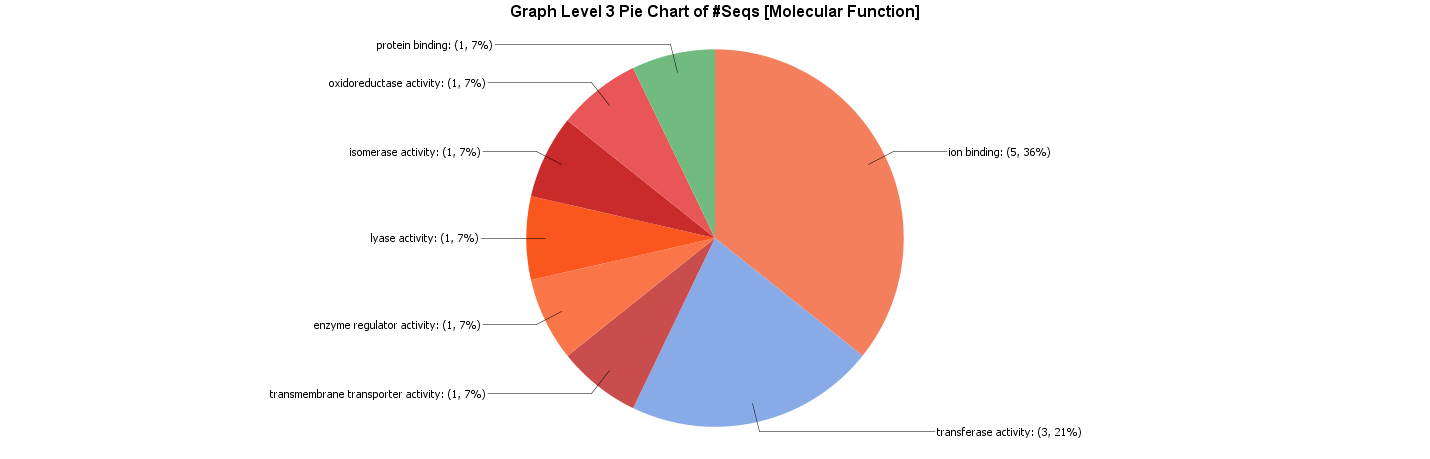 Graph Level 3 Pie Chart of #Seqs [Molecular Function]
protein binding: (1, 7%)
oxidoreductase activity: (1, 7%)
isomerase activity: (1, 7%)
ion binding: (5, 36%)
lyase activity: (1, 7%)
enzyme regulator activity: (1, 7%)
transmembrane transporter activity: (1, 7%)
transferase activity: (3, 21%)